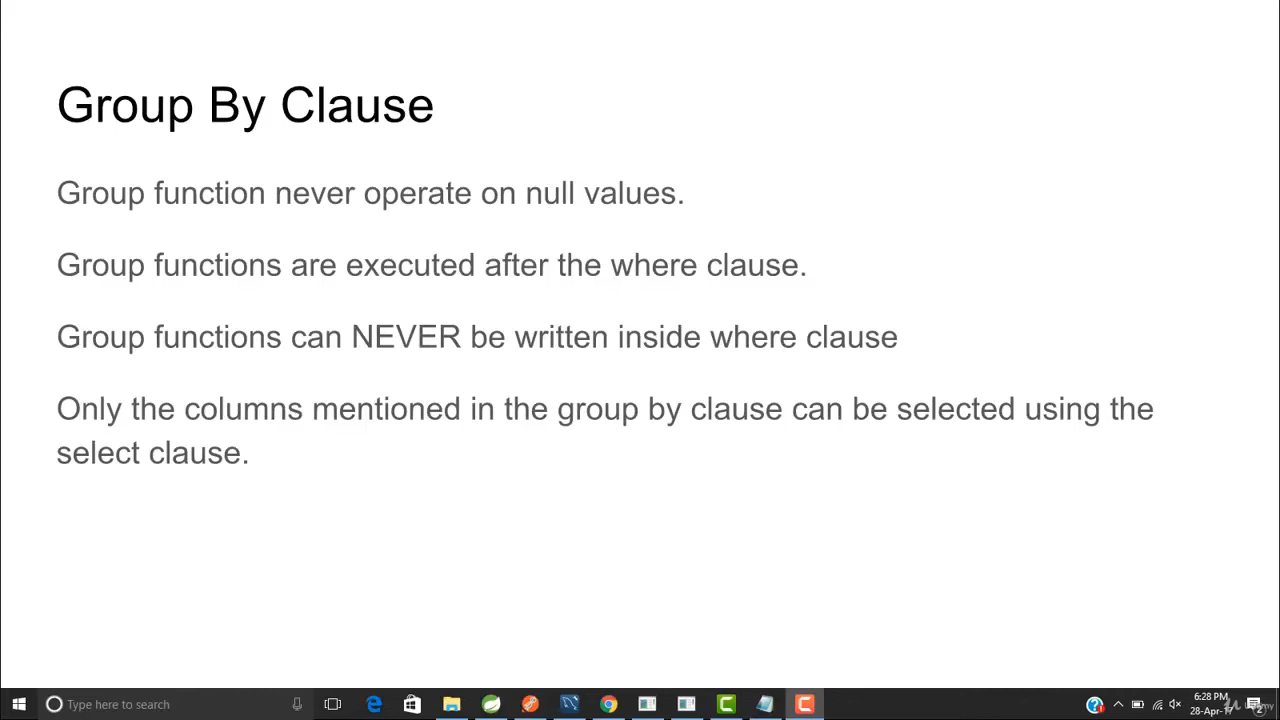 Group By Clause
Group function never operate on null values.
Group functions are executed after the where clause.
Group functions can NEVER be written inside where clause
Only the columns mentioned in the group by clause can be selected using the
select clause.
Type here to search
6:28 PM
28-Apr-17